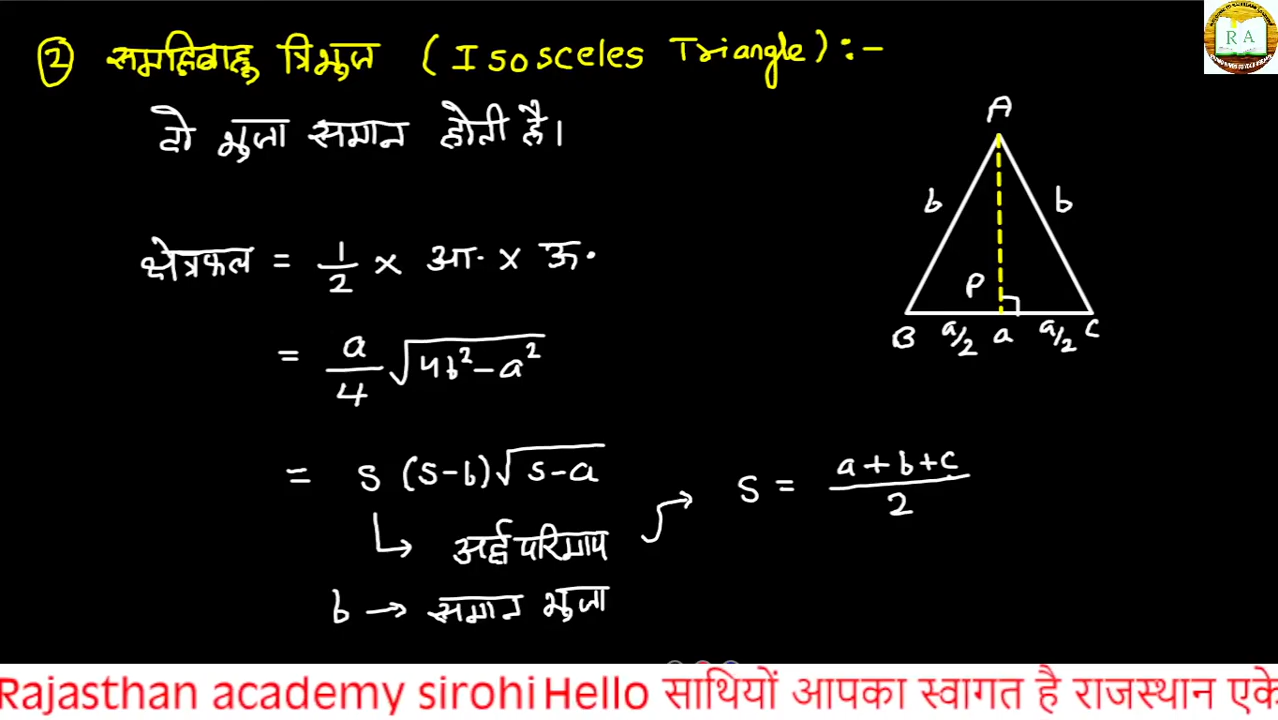 ② समद्विबाहु त्रिभुज (Isosceles Triangle) :-
दो भुजा समान होती है।
क्षेत्रफल = 1/2 × आ. × ऊ.
= a/4 √(4b²-a²)
= s (s-b)√(s-a)
s = (a+b+c)/2
↳ अर्द्धपरिमाप
b → समान भुजा
A
b b
P
B a/2 a a/2 C
RA
Rajasthan academy sirohi Hello साथियों आपका स्वागत है राजस्थान एके